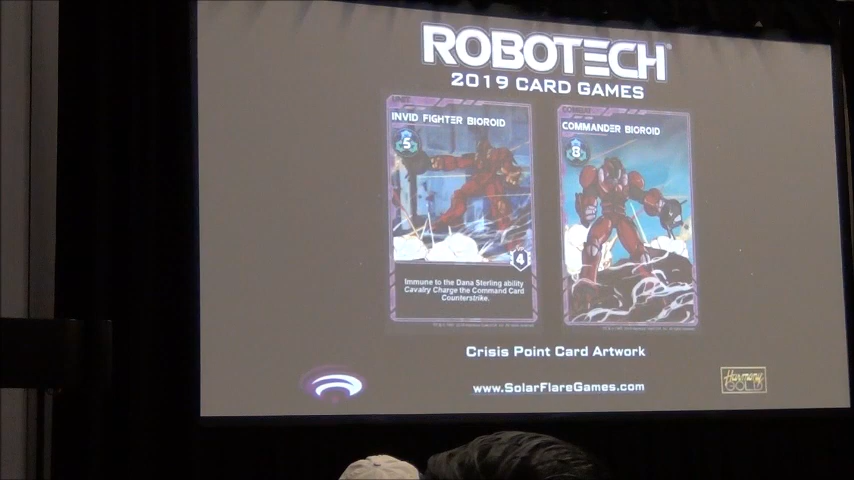 ROBOTECH®
2019 CARD GAMES
INVID FIGHTER BIOROID
5
4
Immune to the Dana Sterling ability
Cavalry Charge the Command Card
Counterstrike.
COMMANDER BIOROID
8
Crisis Point Card Artwork
www.SolarFlareGames.com
Harmony
GOLD